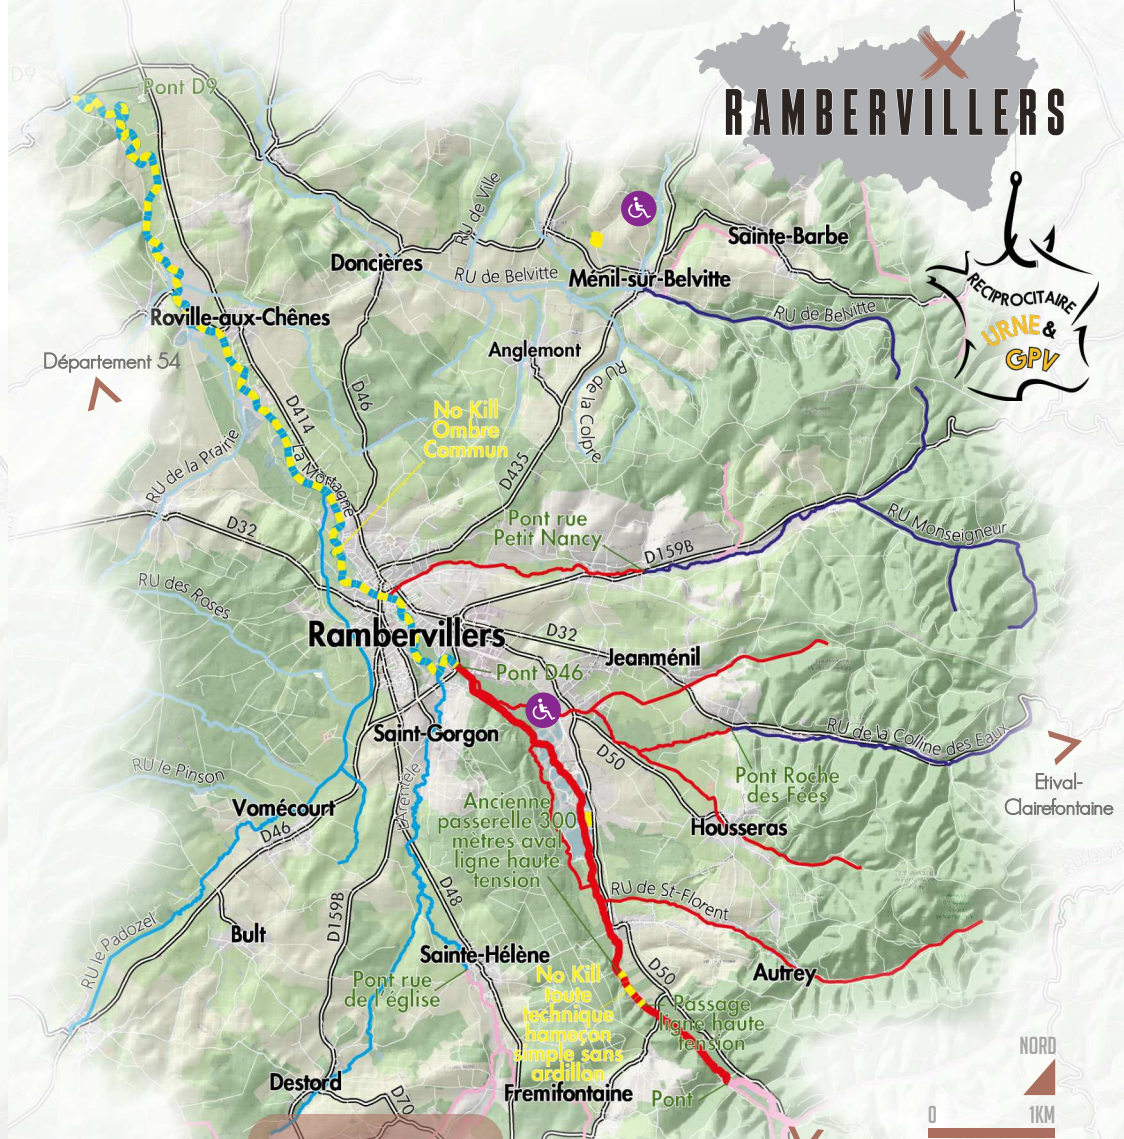 D9
Pont D9
RAMBERVILLERS
RU de Ville
Sainte-Barbe
Doncières
RU de Belvitte
Ménil-sur-Belvitte
RECIPROCITAIRE
URNE &
GPV
RU de Belvitte
Roville-aux-Chênes
Département 54
Anglemont
RU de la Colpre
D46
D414
No Kill
Ombre
Commun
RU de la Prairie
La Mortagne
D435
Pont rue
Petit Nancy
RU Monseigneur
D32
D159B
RU des Roses
Rambervillers
D32
Jeanménil
Pont D46
Saint-Gorgon
RU de la Colline des Eaux
D50
RU le Pinson
L'Arentèle
Pont Roche
des Fées
Etival-
Clairefontaine
Vomécourt
D46
Ancienne
passerelle 300
mètres aval
ligne haute
tension
Housseras
D48
RU de St-Florent
D159B
RU le Padozel
Bult
Sainte-Hélène
D50
Autrey
Pont rue
de l'église
No Kill
toute
technique
hameçon
simple sans
ardillon
Passage
ligne haute
tension
NORD
Destord
D70
Fremifontaine
Pont
0
1KM